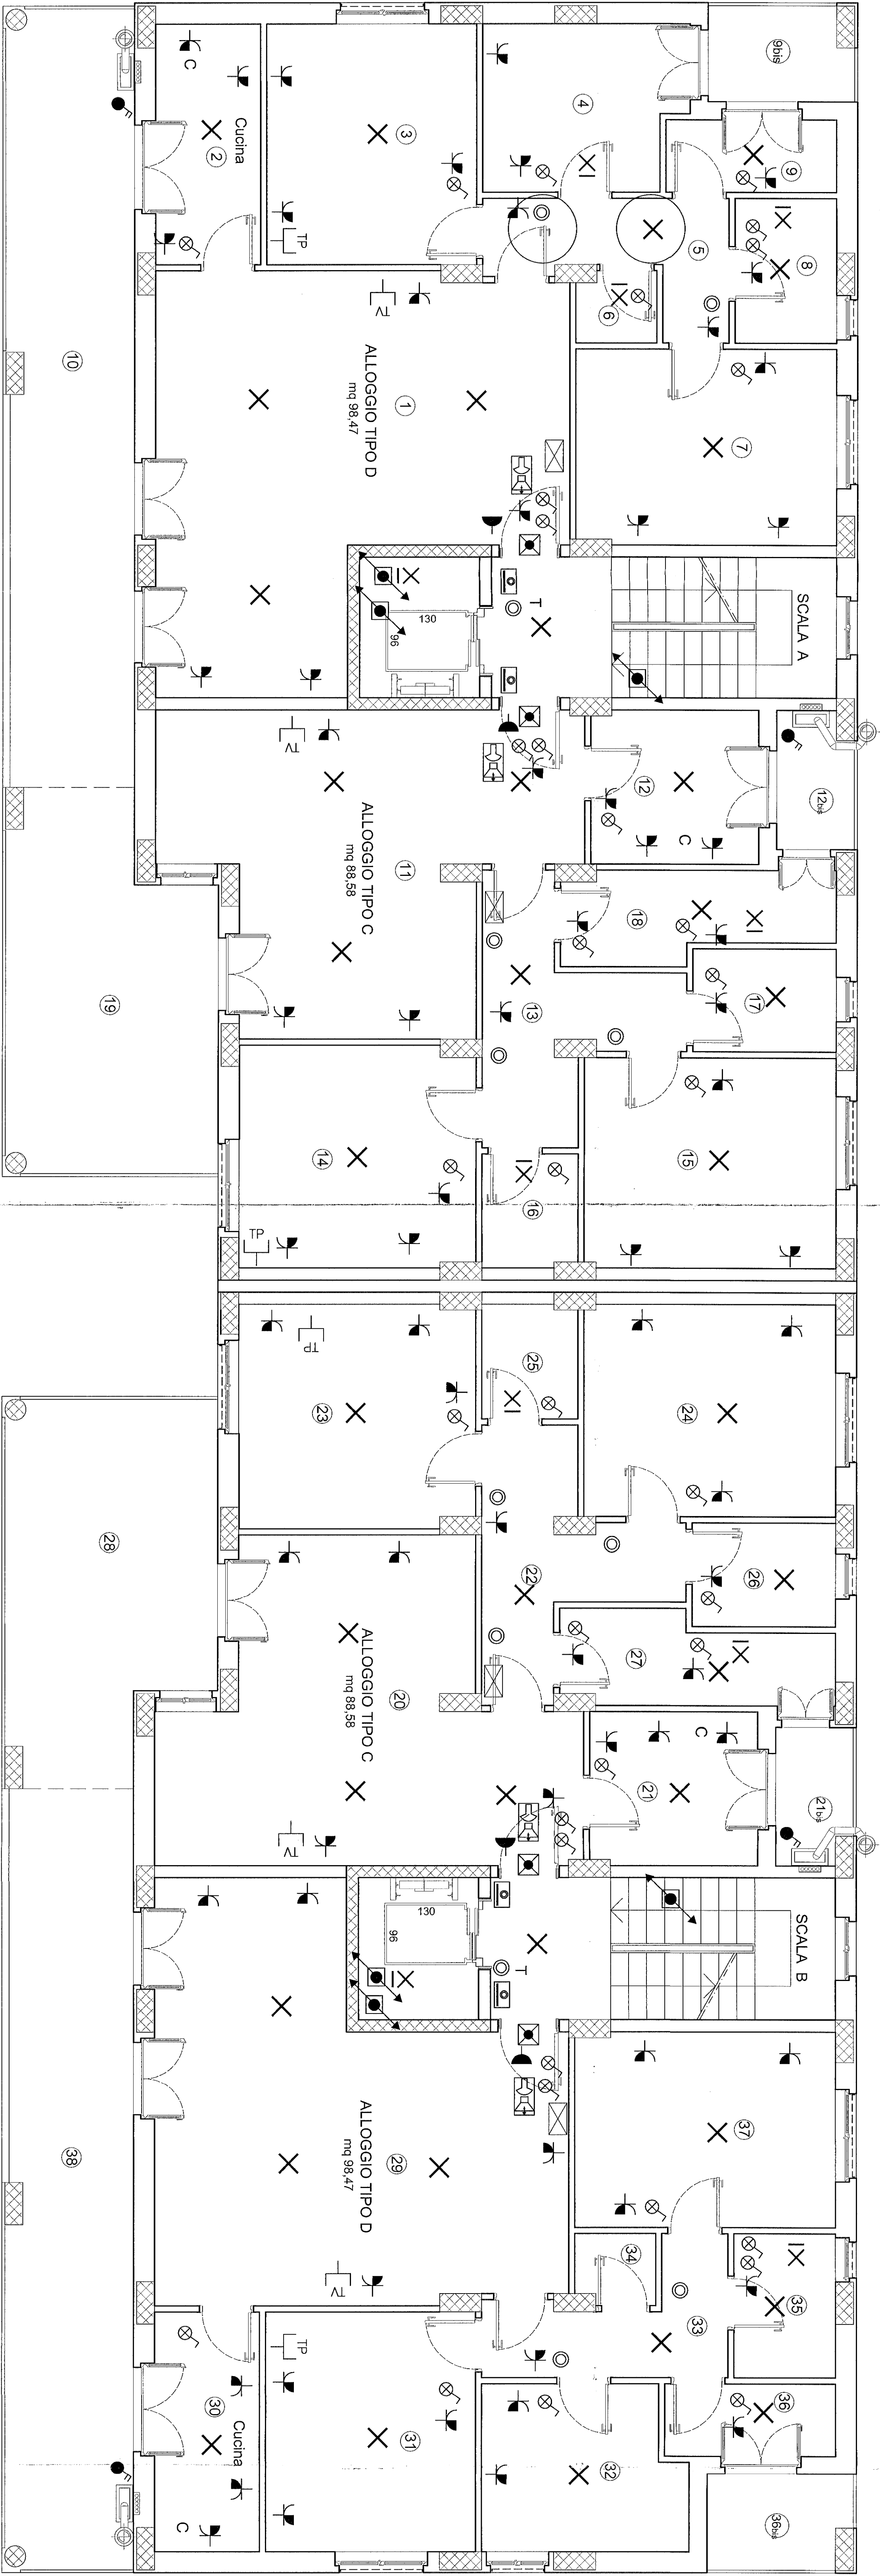 9bis
C
Cucina
2
3
4
9
TP
5
8
6
TV
10
ALLOGGIO TIPO D
mq 98,47
1
7
T
130
96
SCALA A
TV
12
C
12bis
ALLOGGIO TIPO C
mq 88,58
11
18
19
13
17
14
16
15
TP
TP
23
25
24
28
22
26
27
ALLOGGIO TIPO C
mq 88,58
20
C
21
21bis
TV
130
96
T
SCALA B
38
ALLOGGIO TIPO D
mq 98,47
29
37
TV
34
35
33
TP
30
Cucina
C
31
32
36
36bis